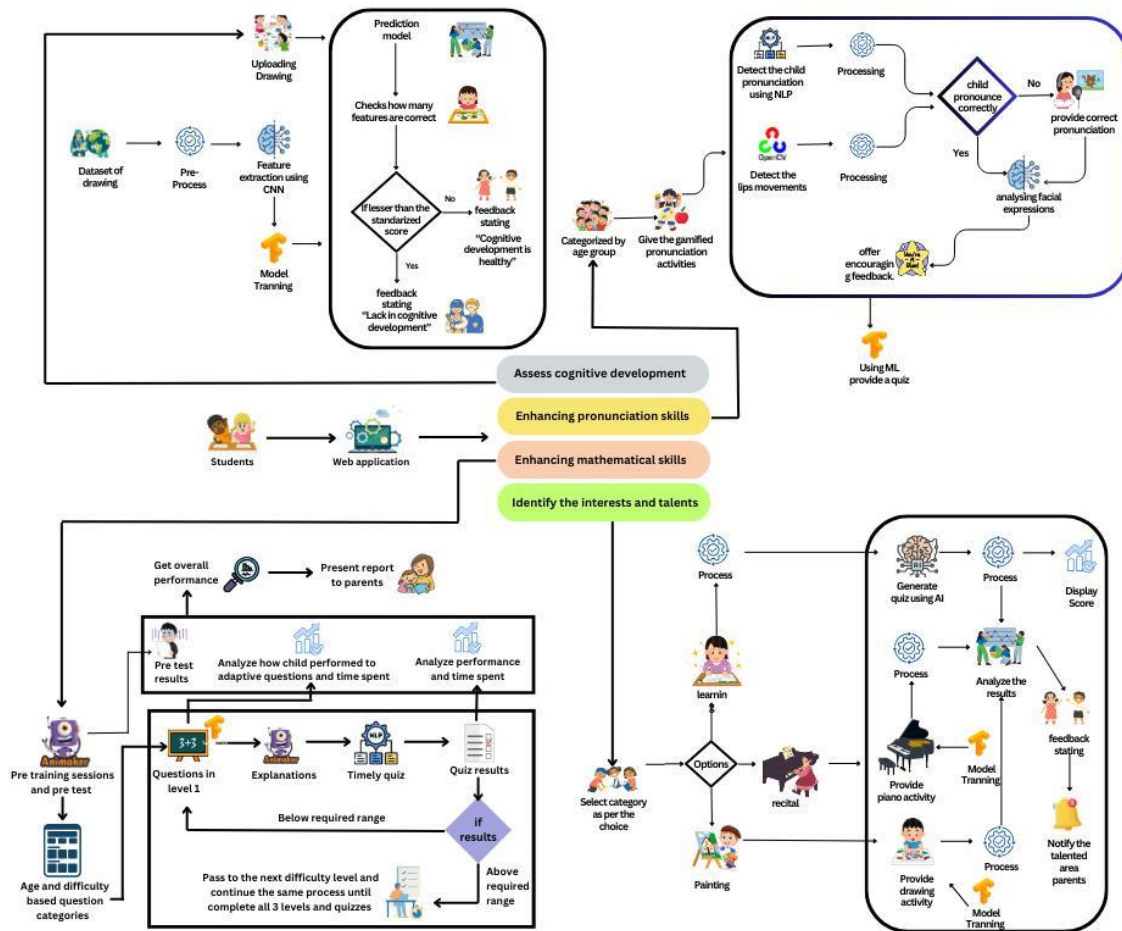 Uploading
Drawing
Dataset of
drawing
Pre-
Process
Feature
extraction using
CNN
Model
Tranning
Prediction
model
Checks how many
features are correct
If lesser than the
standarized
score
No
feedback
stating
“Cognitive
development is
healthy”
Yes
feedback
stating
“Lack in cognitive
development”
Categorized by
age group
Give the gamified
pronunciation
activities
Detect the child
pronunciation
using NLP
Processing
OpenCV
Detect the
lips movements
Processing
child
pronounce
correctly
No
provide correct
pronunciation
Yes
analysing facial
expressions
offer
encouragin
g feedback.
Using ML
provide a quiz
Assess cognitive development
Enhancing pronunciation skills
Enhancing mathematical skills
Identify the interests and talents
Students
Web application
Get overall
performance
Present report
to parents
Pre test
results
Analyze how child performed to
adaptive questions and time spent
Analyze performance
and time spent
Animaker
Pre training sessions
and pre test
Age and difficulty
based question
categories
3+3
Questions in
level 1
Animaker
Explanations
NLP
Timely quiz
Quiz results
Below required range
if
results
Above
required
range
Pass to the next difficulty level and
continue the same process until
complete all 3 levels and quizzes
Select category
as per the
choice
Options
learnin
g
Process
recital
Painting
AI
Generate
quiz using AI
Process
Display
Score
Process
Analyze the
results
Provide
piano activity
Model
Tranning
feedback
stating
Provide
drawing
activity
Process
Model
Tranning
Notify the
talented
area
parents